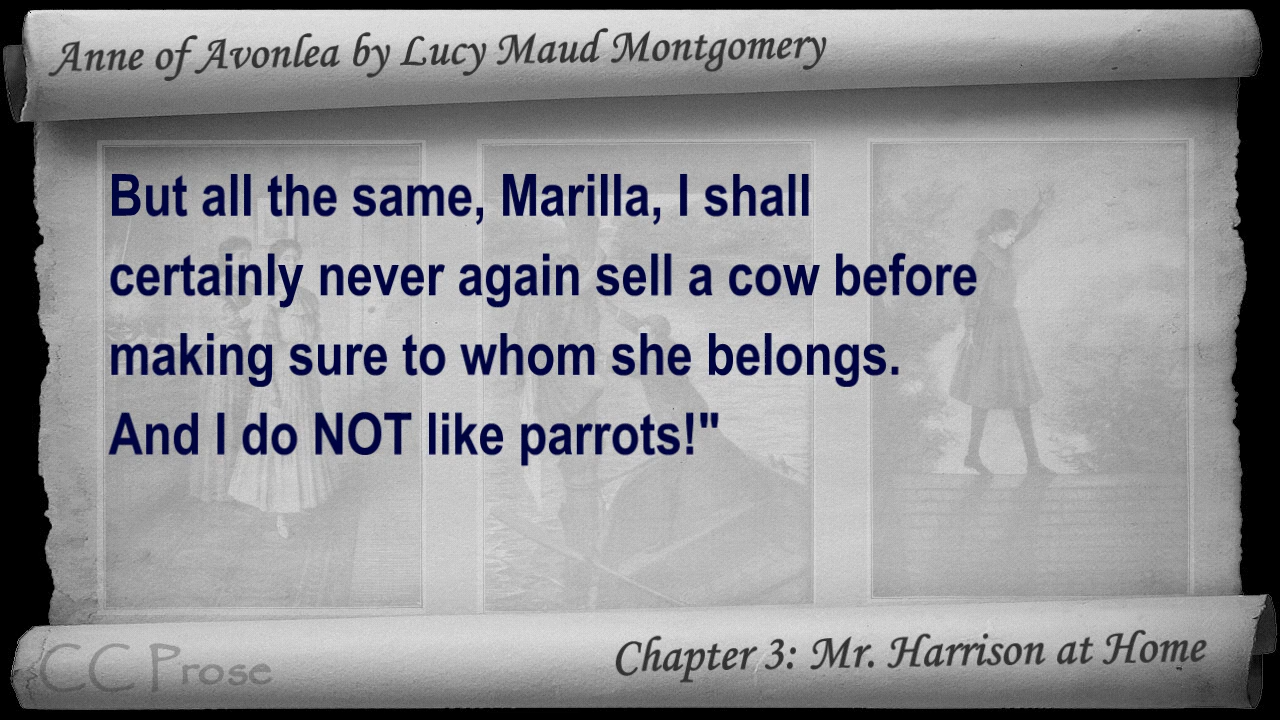 Anne of Avonlea by Lucy Maud Montgomery
But all the same, Marilla, I shall
certainly never again sell a cow before
making sure to whom she belongs.
And I do NOT like parrots!"
CC Prose
Chapter 3: Mr. Harrison at Home